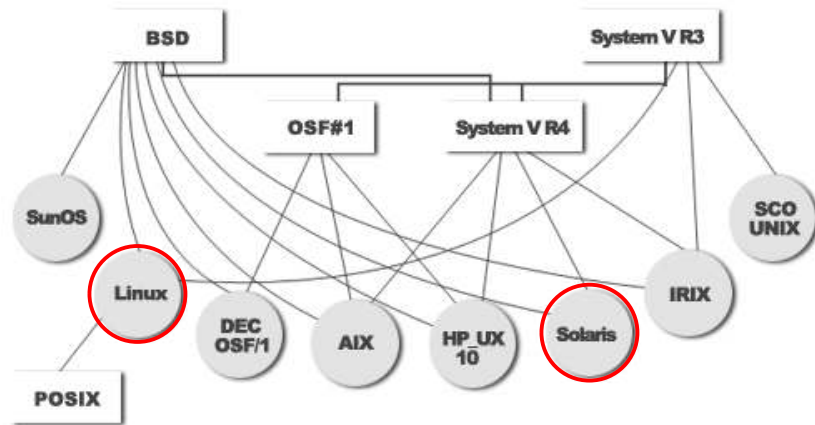 BSD
System V R3
OSF#1
System V R4
SunOS
SCO
UNIX
Linux
IRIX
DEC
OSF/1
AIX
HP_UX
10
Solaris
POSIX